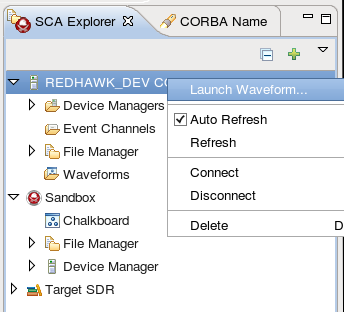 SCA Explorer CORBA Name
REDHAWK_DEV
Device Managers
Event Channels
File Manager
Waveforms
Sandbox
Chalkboard
File Manager
Device Manager
Target SDR
Launch Waveform...
Auto Refresh
Refresh
Connect
Disconnect
Delete D